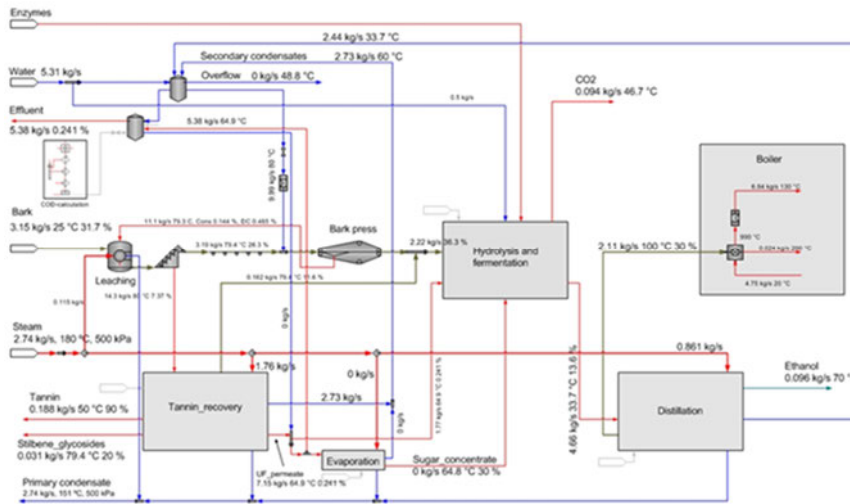 Enzymes
2.44 kg/s 33.7 °C
Secondary condensates
2.73 kg/s 60 °C
Water 5.31 kg/s
Overflow
0 kg/s 48.8 °C
CO2
0.094 kg/s 46.7 °C
0.5 kg/s
Effluent
5.38 kg/s 0.241 %
5.38 kg/s 64.9 °C
COD-calculation
Boiler
Bark
3.15 kg/s 25 °C 31.7 %
Bark press
2.22 kg/s 36.3 %
Hydrolysis and
fermentation
2.11 kg/s 100 °C 30 %
4.75 kg/s 20 °C
Leaching
0.115 kg/s
0 kg/s
Steam
2.74 kg/s, 180 °C, 500 kPa
1.76 kg/s
0 kg/s
0.861 kg/s
Tannin
0.188 kg/s 50 °C 90 %
Tannin_recovery
2.73 kg/s
0 kg/s
1.77 kg/s 64.9 °C 0.241 %
4.66 kg/s 33.7 °C 13.6 %
Distillation
Ethanol
0.096 kg/s 70 °
Stilbene_glycosides
0.031 kg/s 79.4 °C 20 %
UF_permeate
7.15 kg/s 64.9 °C 0.241 %
Evaporation
Sugar_concentrate
0 kg/s 64.8 °C 30 %
Primary condensate
2.74 kg/s, 151 °C, 500 kPa